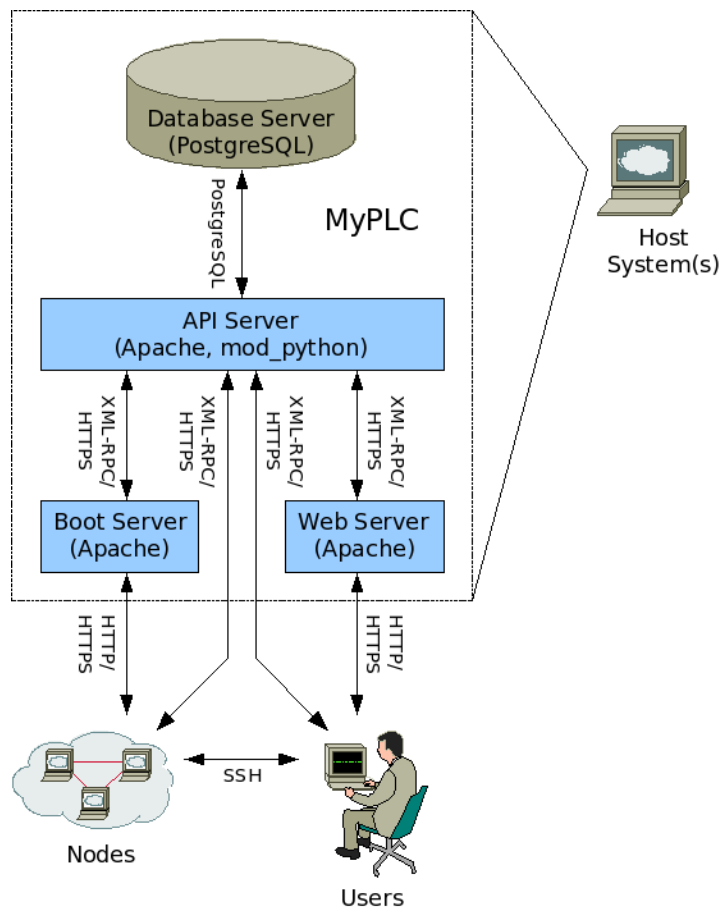 Database Server
(PostgreSQL)
PostgreSQL
MyPLC
Host
System(s)
API Server
(Apache, mod_python)
XML-RPC/
HTTPS
XML-RPC/
HTTPS
XML-RPC/
HTTPS
XML-RPC/
HTTPS
Boot Server
(Apache)
Web Server
(Apache)
HTTP/
HTTPS
HTTP/
HTTPS
SSH
Nodes
Users